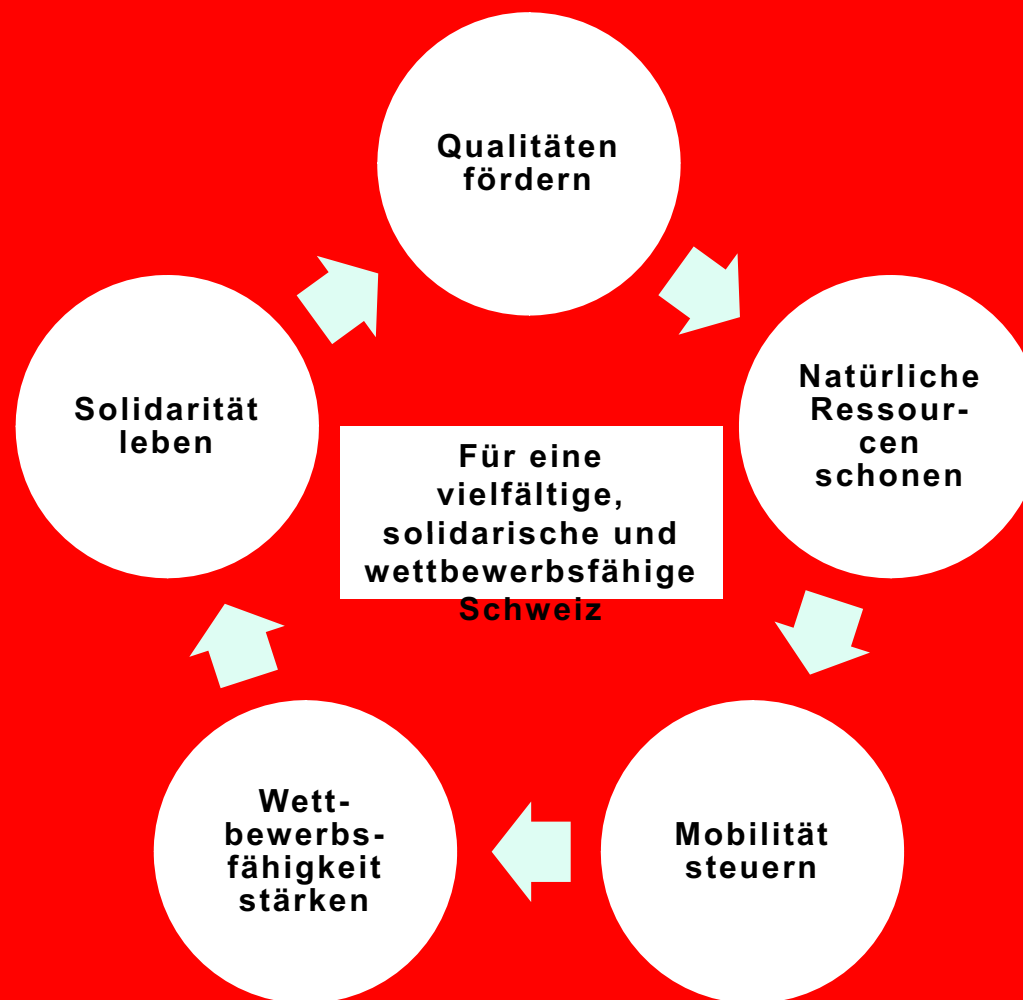 Qualitäten
fördern
Natürliche
Ressour-
cen
schonen
Solidarität
leben
Für eine
vielfältige,
solidarische und
wettbewerbsfähige
Schweiz
Wett-
bewerbs-
fähigkeit
stärken
Mobilität
steuern